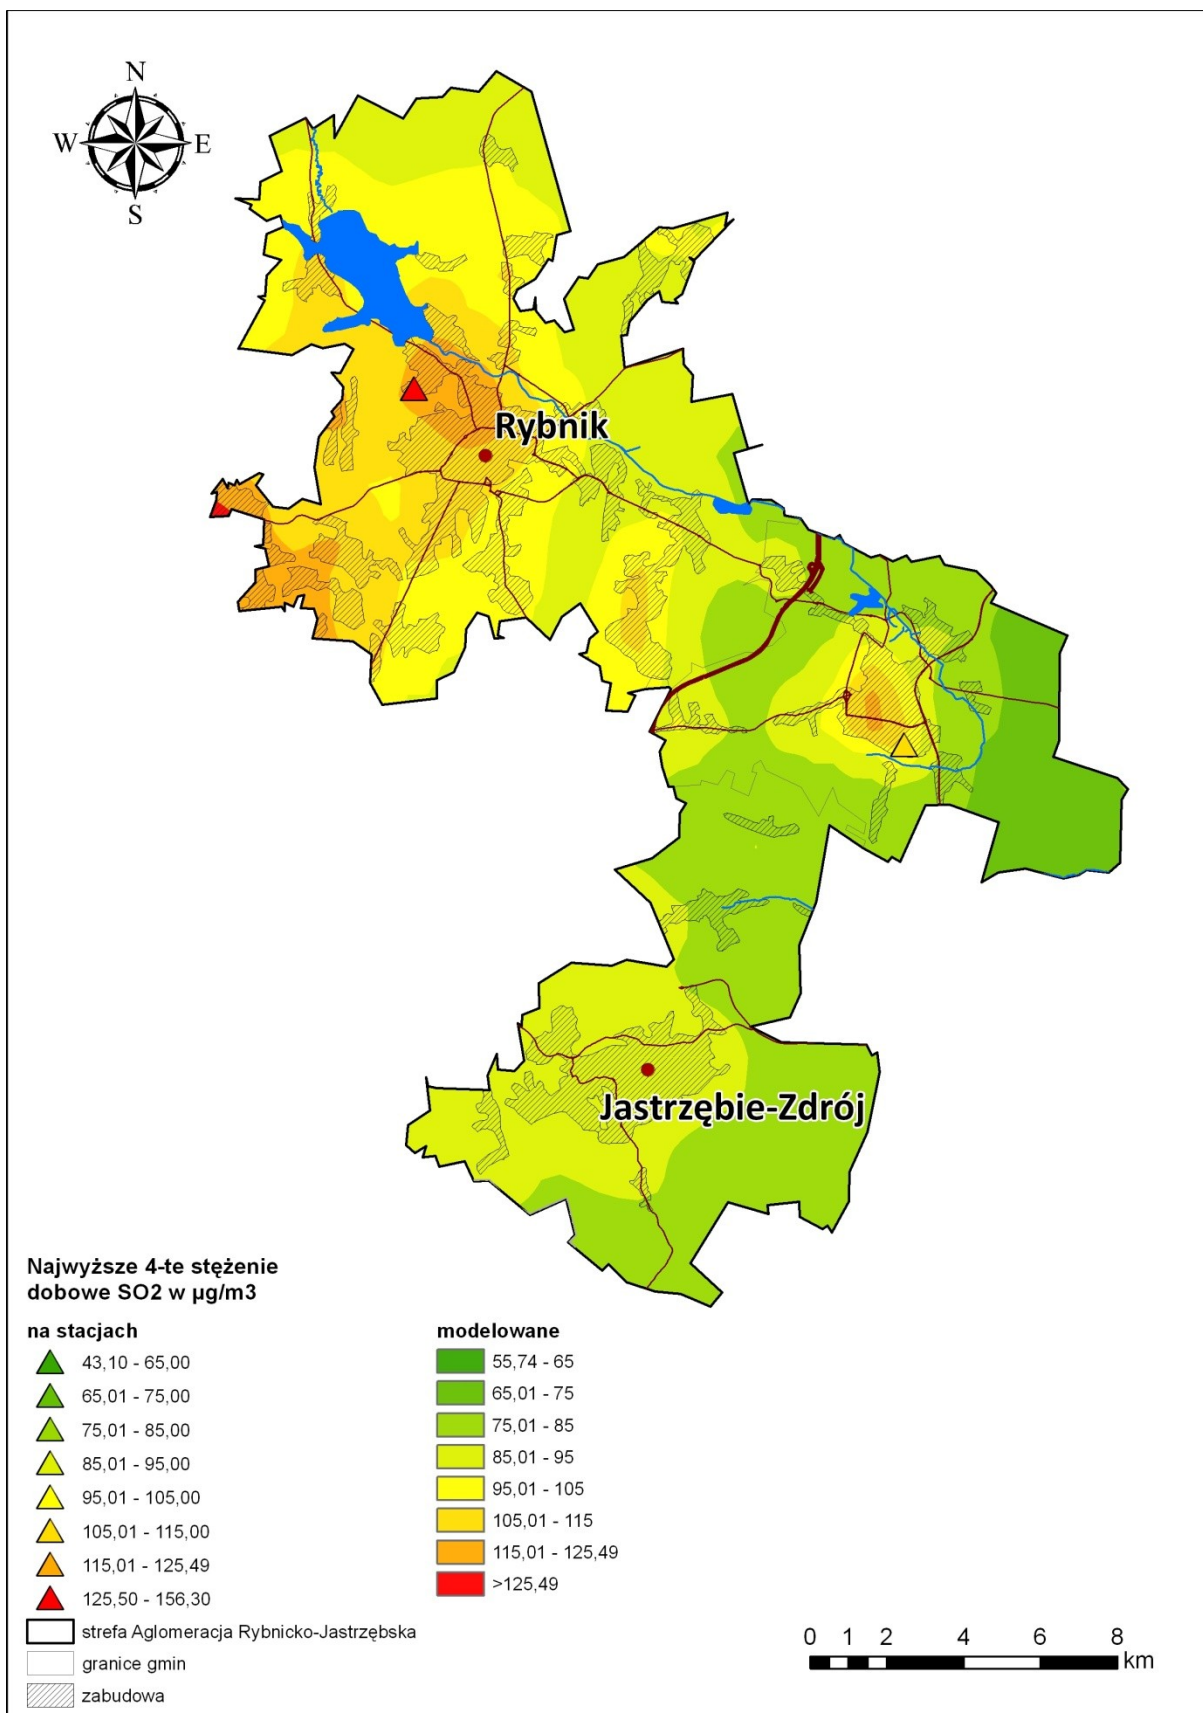 N
W
E
S
Rybnik
Jastrzębie-Zdrój
Najwyższe 4-te stężenie
dobowe SO2 w µg/m3
na stacjach
43,10 - 65,00
65,01 - 75,00
75,01 - 85,00
85,01 - 95,00
95,01 - 105,00
105,01 - 115,00
115,01 - 125,49
125,50 - 156,30
strefa Aglomeracja Rybnicko-Jastrzębska
granice gmin
zabudowa
modelowane
55,74 - 65
65,01 - 75
75,01 - 85
85,01 - 95
95,01 - 105
105,01 - 115
115,01 - 125,49
>125,49
0 1 2 4 6 8
km